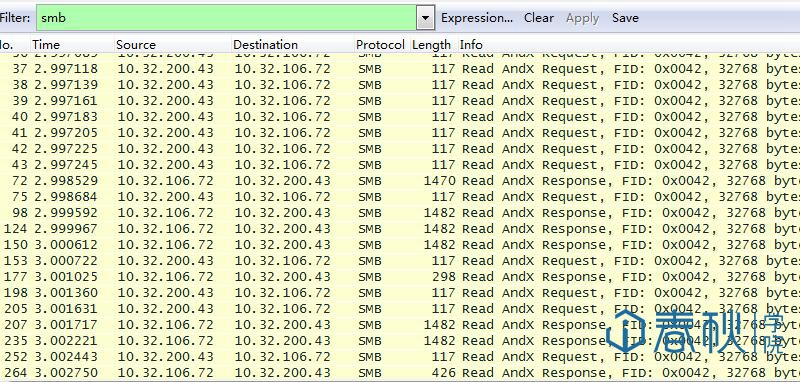 Filter: smb Expression... Clear Apply Save
o. Time Source Destination Protocol Length Info
37 2.997118 10.32.200.43 10.32.106.72 SMB 117 Read AndX Request, FID: 0x0042, 32768 bytes
38 2.997139 10.32.200.43 10.32.106.72 SMB 117 Read AndX Request, FID: 0x0042, 32768 bytes
39 2.997161 10.32.200.43 10.32.106.72 SMB 117 Read AndX Request, FID: 0x0042, 32768 bytes
40 2.997183 10.32.200.43 10.32.106.72 SMB 117 Read AndX Request, FID: 0x0042, 32768 bytes
41 2.997205 10.32.200.43 10.32.106.72 SMB 117 Read AndX Request, FID: 0x0042, 32768 bytes
42 2.997225 10.32.200.43 10.32.106.72 SMB 117 Read AndX Request, FID: 0x0042, 32768 bytes
43 2.997245 10.32.200.43 10.32.106.72 SMB 117 Read AndX Request, FID: 0x0042, 32768 bytes
72 2.998529 10.32.106.72 10.32.200.43 SMB 1470 Read AndX Response, FID: 0x0042, 32768 byt
75 2.998684 10.32.200.43 10.32.106.72 SMB 117 Read AndX Request, FID: 0x0042, 32768 bytes
98 2.999592 10.32.106.72 10.32.200.43 SMB 1482 Read AndX Response, FID: 0x0042, 32768 byt
124 2.999967 10.32.106.72 10.32.200.43 SMB 1482 Read AndX Response, FID: 0x0042, 32768 byt
150 3.000612 10.32.106.72 10.32.200.43 SMB 1482 Read AndX Response, FID: 0x0042, 32768 byt
153 3.000722 10.32.200.43 10.32.106.72 SMB 117 Read AndX Request, FID: 0x0042, 32768 bytes
177 3.001025 10.32.106.72 10.32.200.43 SMB 298 Read AndX Response, FID: 0x0042, 32768 byt
198 3.001360 10.32.200.43 10.32.106.72 SMB 117 Read AndX Request, FID: 0x0042, 32768 bytes
205 3.001631 10.32.200.43 10.32.106.72 SMB 117 Read AndX Request, FID: 0x0042, 32768 bytes
207 3.001717 10.32.106.72 10.32.200.43 SMB 1482 Read AndX Response, FID: 0x0042, 32768 byt
235 3.002221 10.32.106.72 10.32.200.43 SMB 1482 Read AndX Response, FID: 0x0042, 32768 byt
252 3.002443 10.32.200.43 10.32.106.72 SMB 117 Read AndX Request, FID: 0x0042, 32768 bytes
264 3.002750 10.32.106.72 10.32.200.43 SMB 426 Read AndX Response, FID: 0x0042, 32768 byt
春秋学院